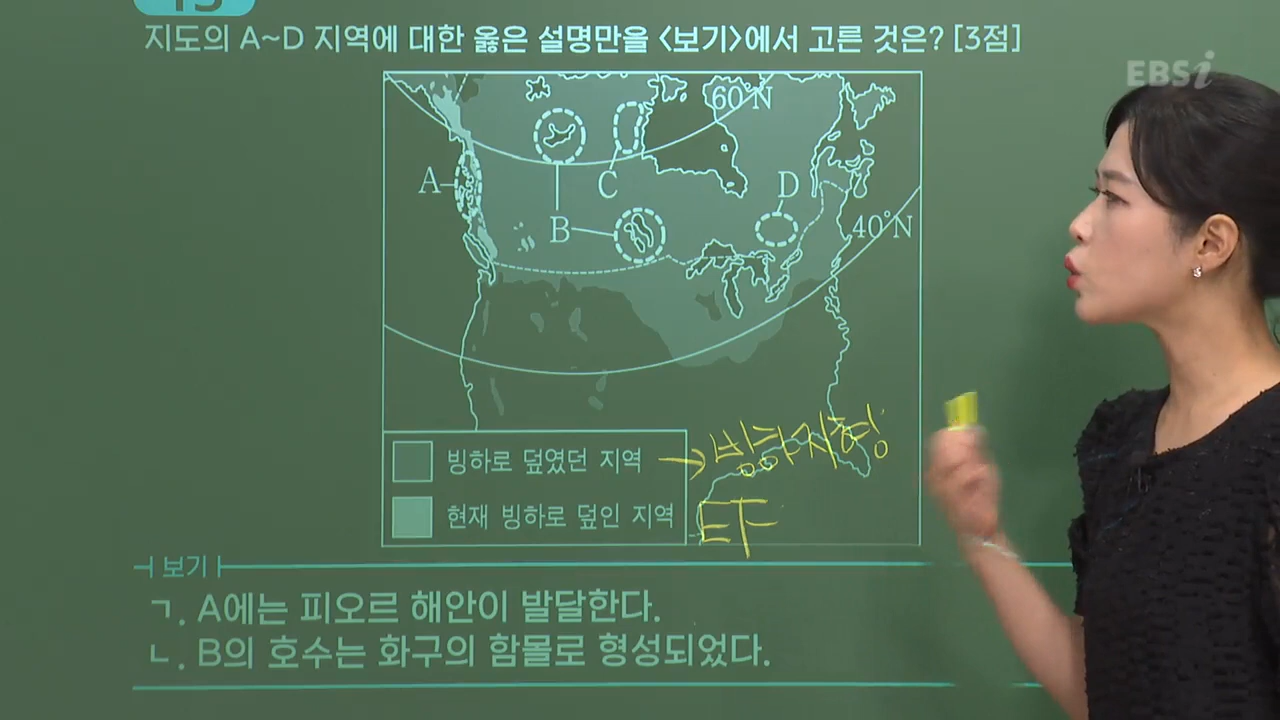 지도의 A~D 지역에 대한 옳은 설명만을 <보기>에서 고른 것은? [3점]
EBSi
60°N
A
C
D
B
40°N
빙하로 덮였던 지역
→ 빙하지형
현재 빙하로 덮인 지역
EF
보기
ㄱ. A에는 피오르 해안이 발달한다.
ㄴ. B의 호수는 화구의 함몰로 형성되었다.